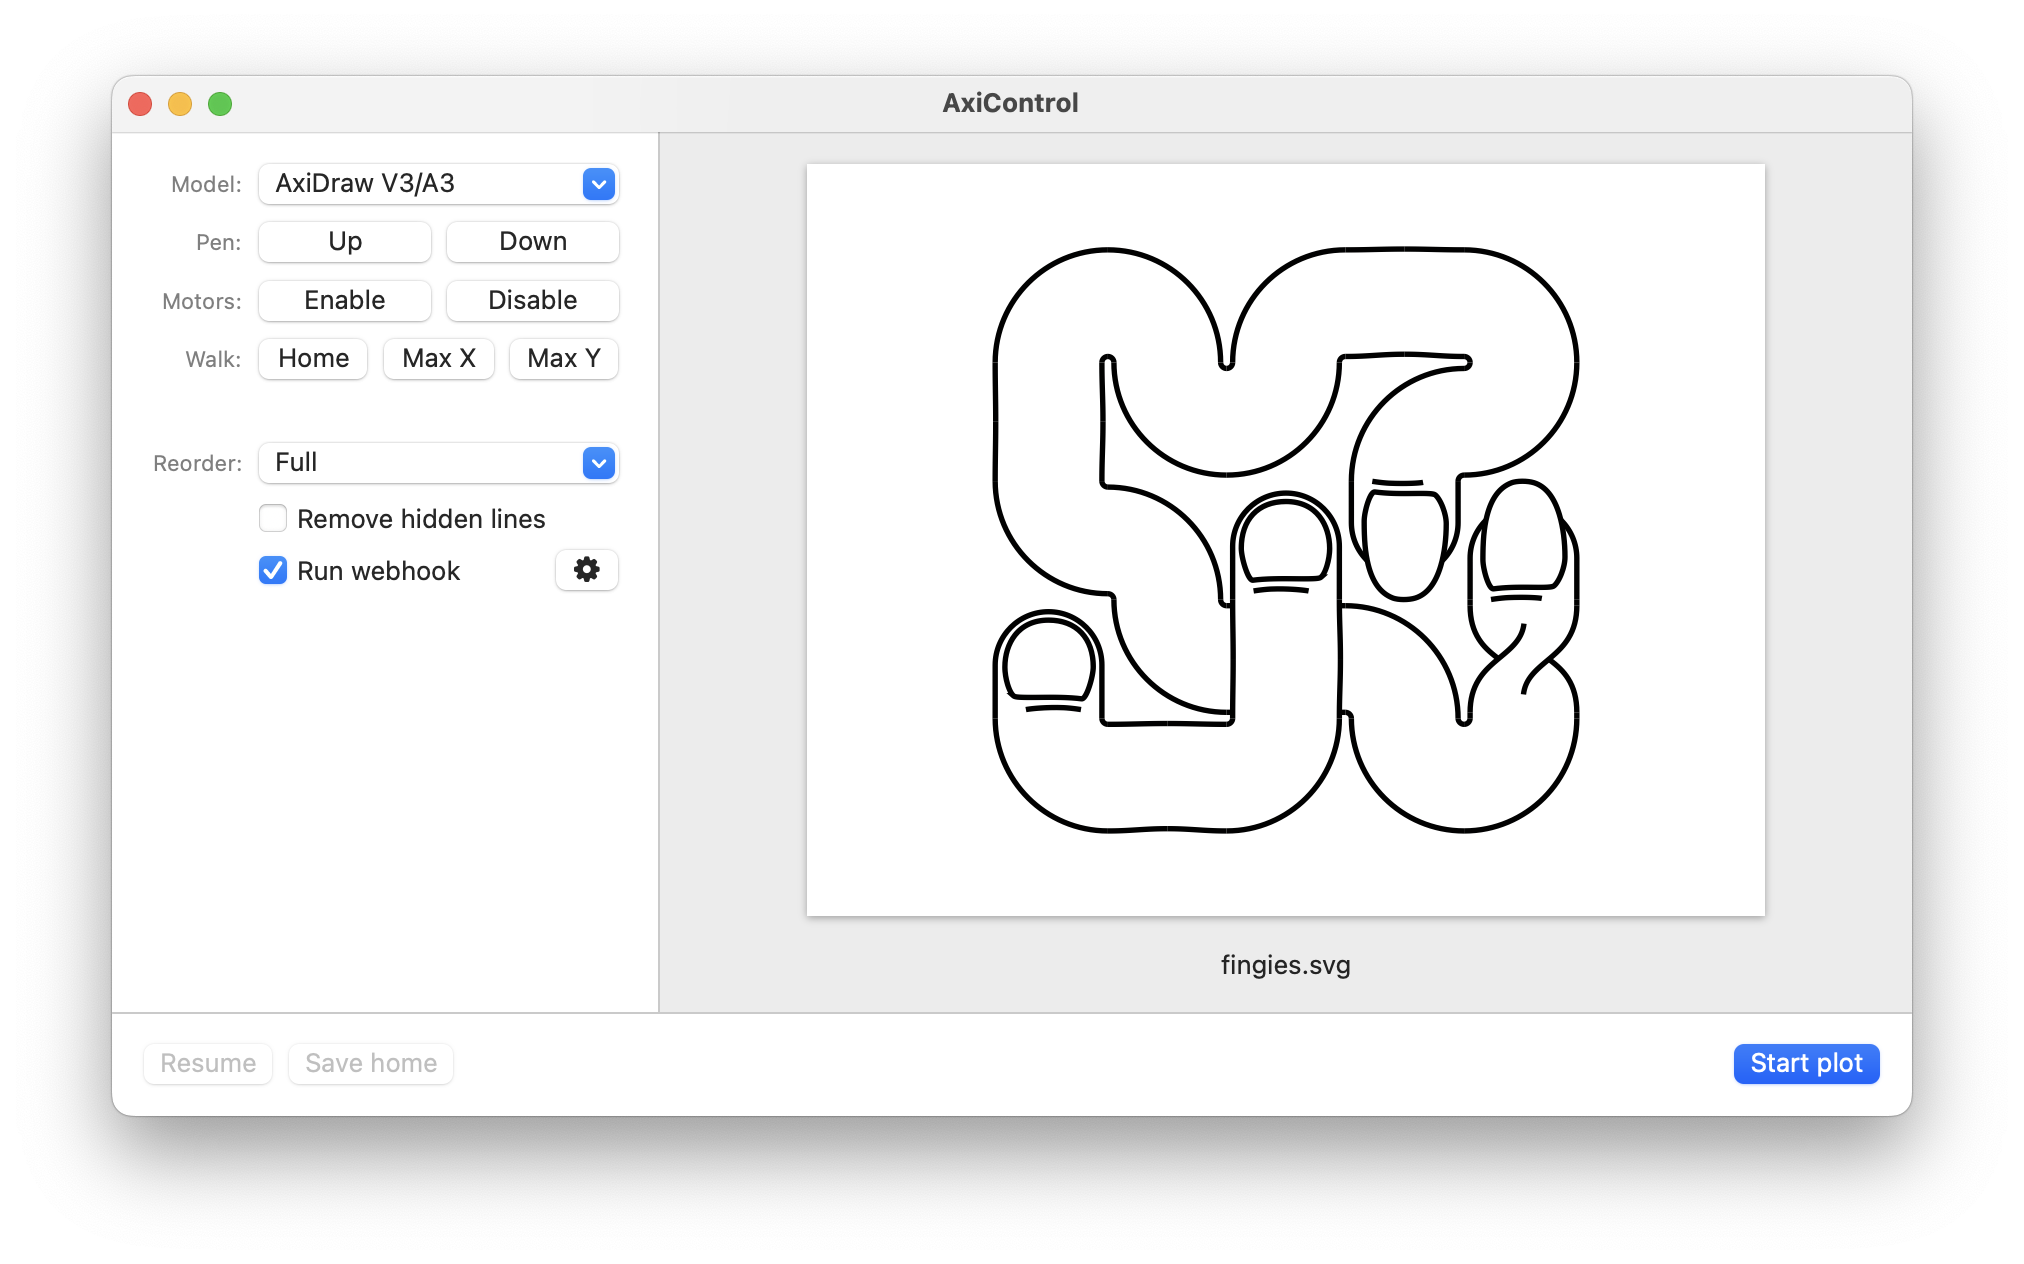 AxiControl
Model: AxiDraw V3/A3
Pen: Up Down
Motors: Enable Disable
Walk: Home Max X Max Y
Reorder: Full
Remove hidden lines
Run webhook
fingies.svg
Resume Save home Start plot